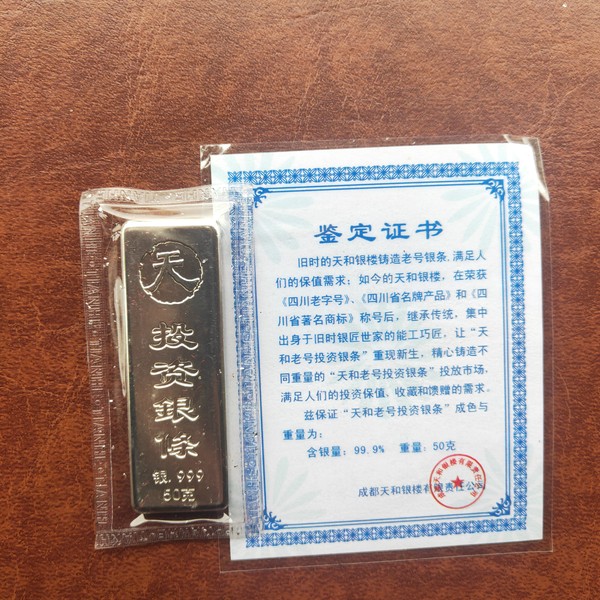 天
投
资
銀
條
银.999
50克
鉴定证书
旧时的天和银楼铸造老号银条,满足人
们的保值需求;如今的天和银楼,在荣获
《四川老字号》、《四川省名牌产品》和《四
川省著名商标》称号后,继承传统,集中
出身于旧时银匠世家的能工巧匠,让“天
和老号投资银条”重现新生,精心铸造不
同重量的“天和老号投资银条”投放市场,
满足人们的投资保值、收藏和馈赠的需求。
兹保证“天和老号投资银条”成色与
重量为:
含银量:99.9% 重量:50克
成都天和银楼有限责任公司